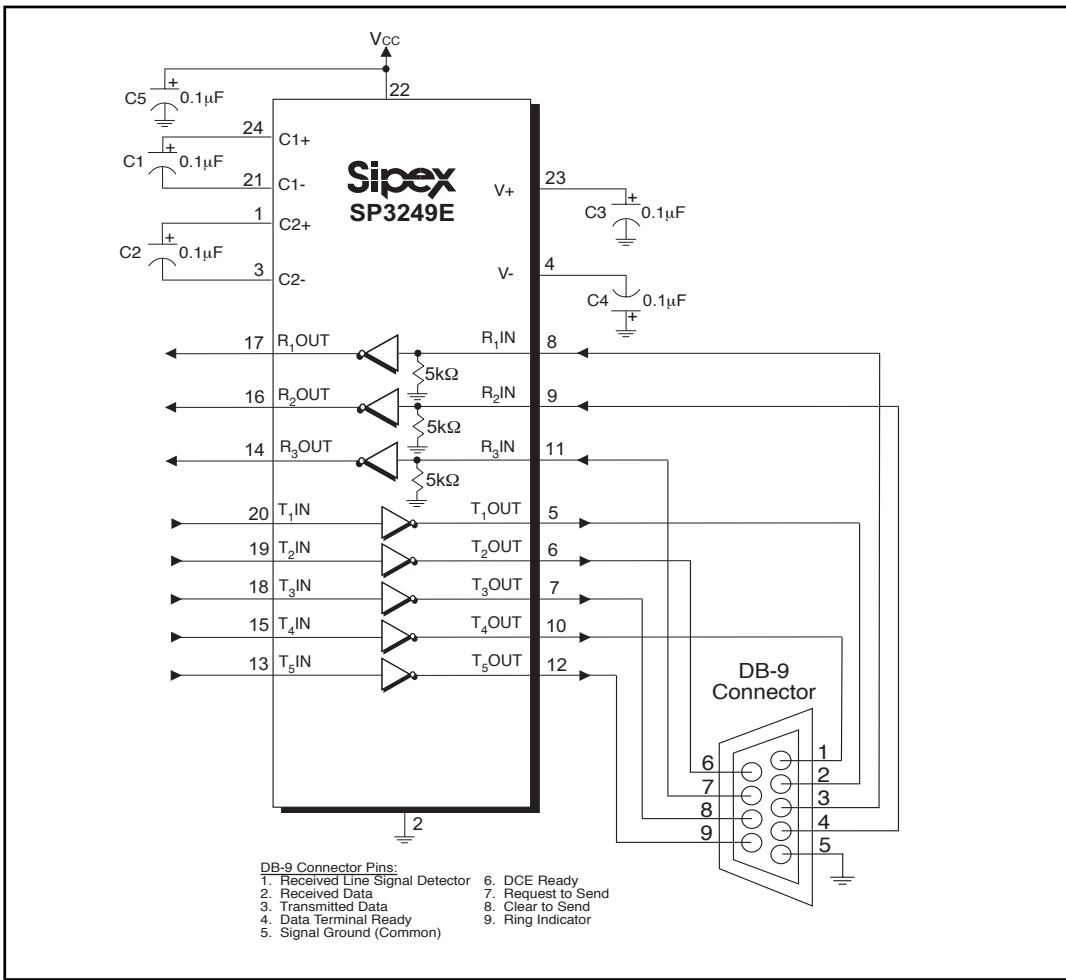 VCC
22
C5
+
0.1µF
24
C1+
C1
+
0.1µF
21
C1-
1
C2+
C2
+
0.1µF
3
C2-
Sipex
SP3249E
V+
23
C3
+
0.1µF
V-
4
C4
0.1µF
+
17
R1OUT
R1IN
8
5kΩ
16
R2OUT
R2IN
9
5kΩ
14
R3OUT
R3IN
11
5kΩ
20
T1IN
T1OUT
5
19
T2IN
T2OUT
6
18
T3IN
T3OUT
7
15
T4IN
T4OUT
10
13
T5IN
T5OUT
12
DB-9
Connector
6
7
8
9
1
2
3
4
5
2
DB-9 Connector Pins:
1. Received Line Signal Detector
2. Received Data
3. Transmitted Data
4. Data Terminal Ready
5. Signal Ground (Common)
6. DCE Ready
7. Request to Send
8. Clear to Send
9. Ring Indicator